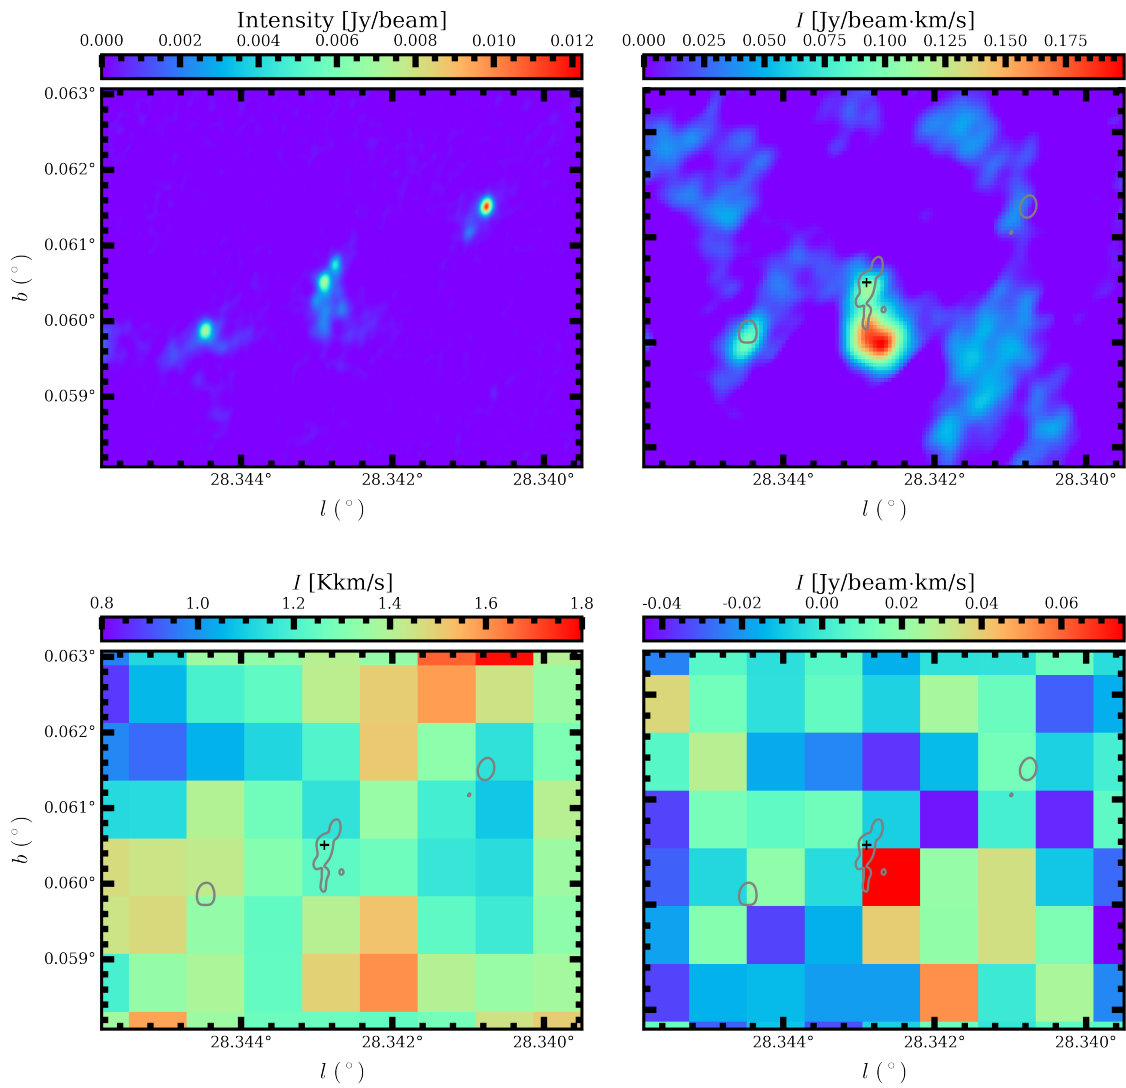 Intensity [Jy/beam]
0.000 0.002 0.004 0.006 0.008 0.010 0.012
I [Jy/beam·km/s]
0.000 0.025 0.050 0.075 0.100 0.125 0.150 0.175
0.063°
0.062°
0.061°
0.060°
0.059°
b (°)
28.344° 28.342° 28.340°
l (°)
28.344° 28.342° 28.340°
l (°)
I [Kkm/s]
0.8 1.0 1.2 1.4 1.6 1.8
I [Jy/beam·km/s]
-0.04 -0.02 0.00 0.02 0.04 0.06
0.063°
0.062°
0.061°
0.060°
0.059°
b (°)
28.344° 28.342° 28.340°
l (°)
28.344° 28.342° 28.340°
l (°)